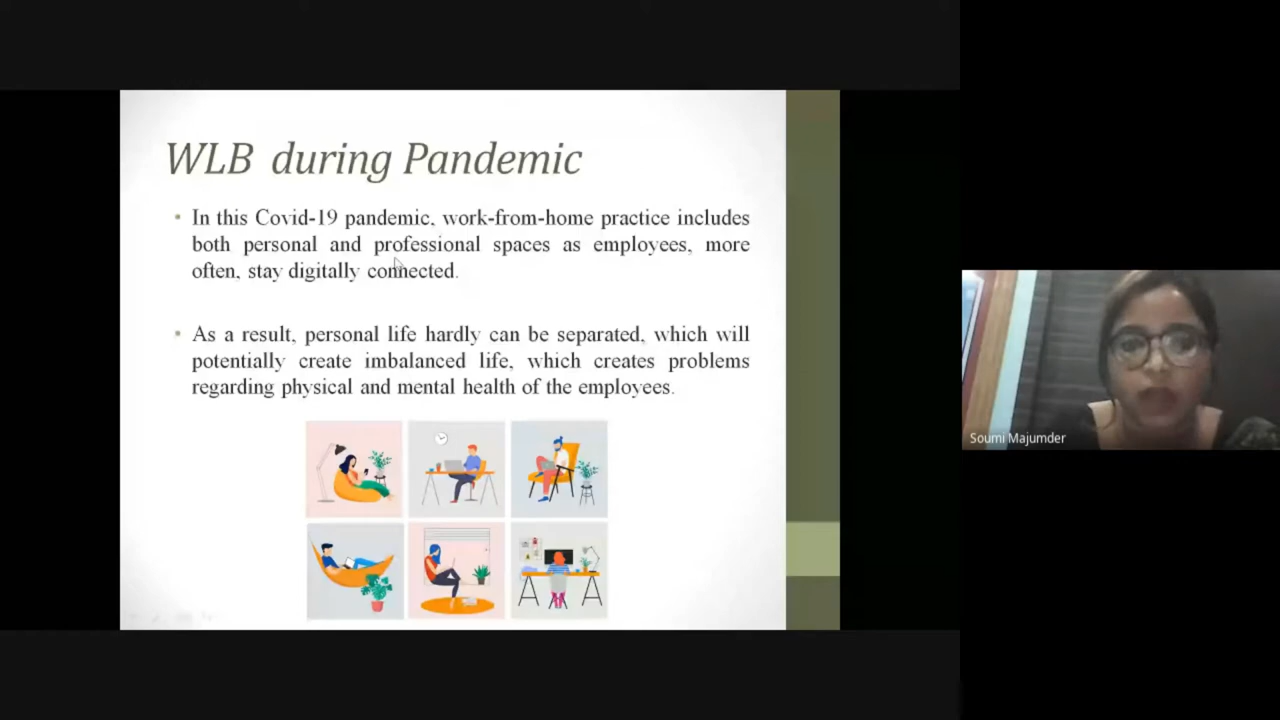 WLB during Pandemic
• In this Covid-19 pandemic, work-from-home practice includes
both personal and professional spaces as employees, more
often, stay digitally connected.
• As a result, personal life hardly can be separated, which will
potentially create imbalanced life, which creates problems
regarding physical and mental health of the employees.
Soumi Majumder